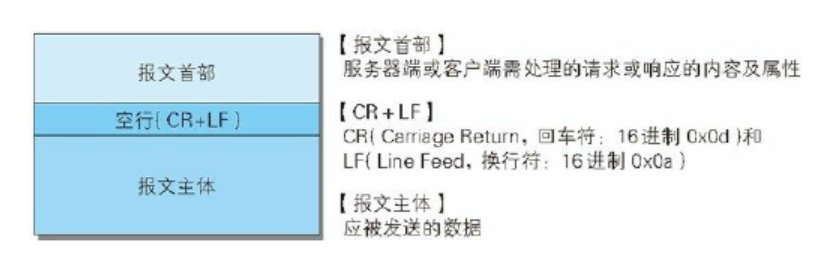 报文首部
空行( CR+LF )
报文主体
【 报文首部 】
服务器端或客户端需处理的请求或响应的内容及属性
【 CR + LF 】
CR( Carriage Return，回车符：16进制 0x0d )和
LF( Line Feed，换行符：16进制 0x0a )
【 报文主体 】
应被发送的数据